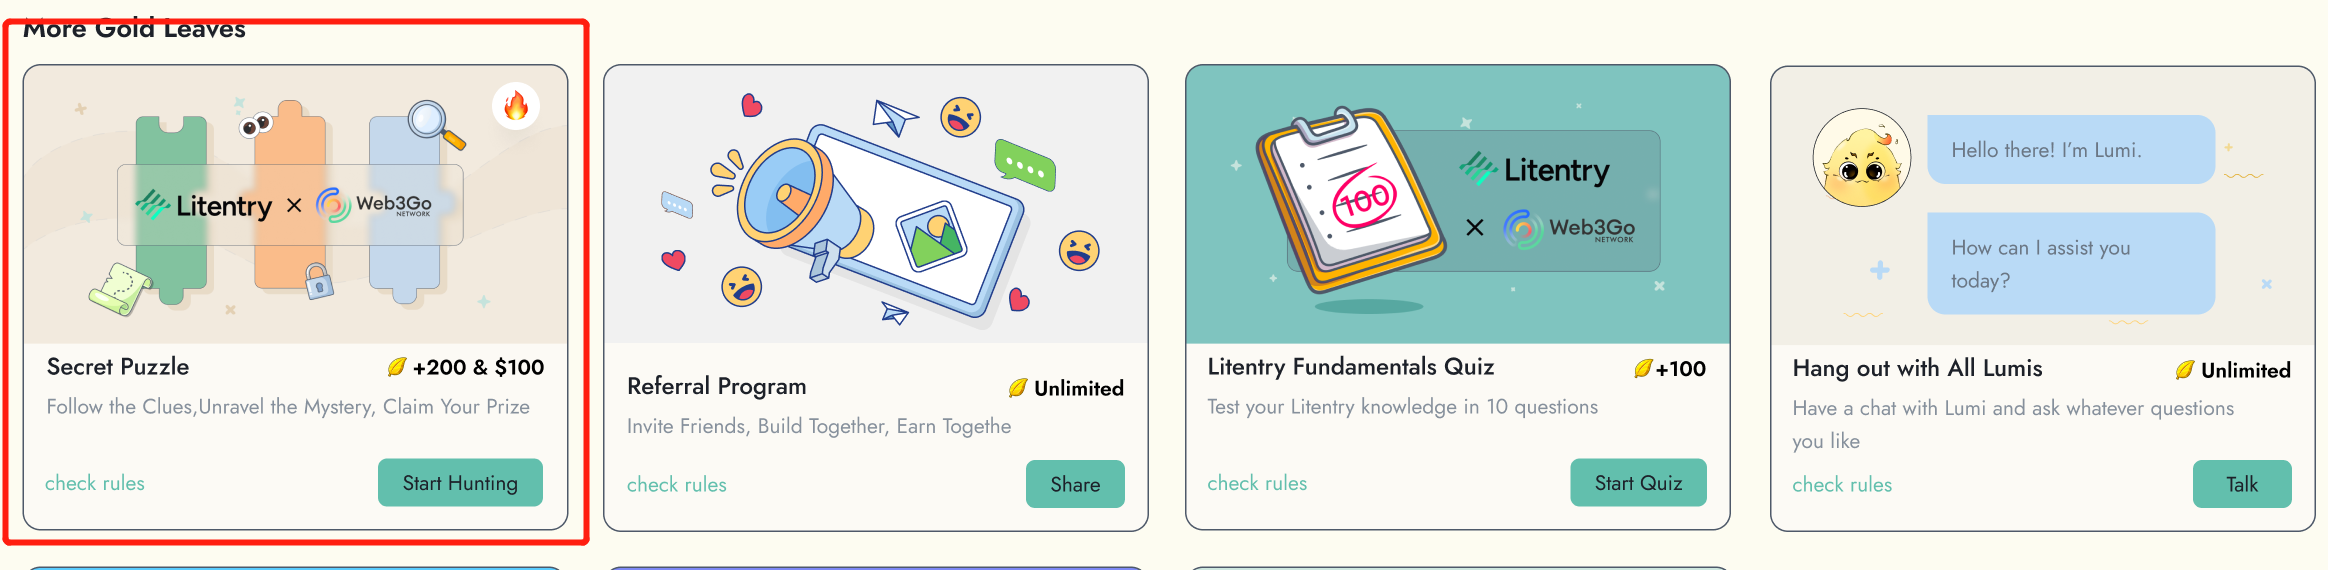 More Gold Leaves
Litentry × Web3Go
NETWORK
Secret Puzzle
+200 & $100
Follow the Clues,Unravel the Mystery, Claim Your Prize
check rules
Start Hunting
Referral Program
Unlimited
Invite Friends, Build Together, Earn Togethe
check rules
Share
100
Litentry
× Web3Go
NETWORK
Litentry Fundamentals Quiz
+100
Test your Litentry knowledge in 10 questions
check rules
Start Quiz
Hello there! I'm Lumi.
How can I assist you
today?
Hang out with All Lumis
Unlimited
Have a chat with Lumi and ask whatever questions
you like
check rules
Talk